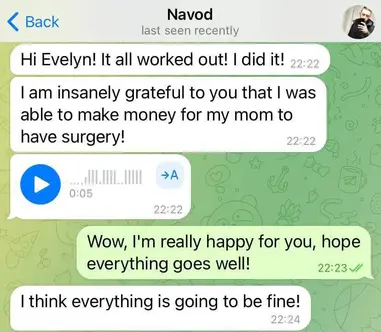 Back
Navod
last seen recently
Hi Evelyn! It all worked out! I did it! 22:22
I am insanely grateful to you that I was
able to make money for my mom to
have surgery!
22:22
→A
0:05
22:22
Wow, I'm really happy for you, hope
everything goes well!
22:23
I think everything is going to be fine!
22:24